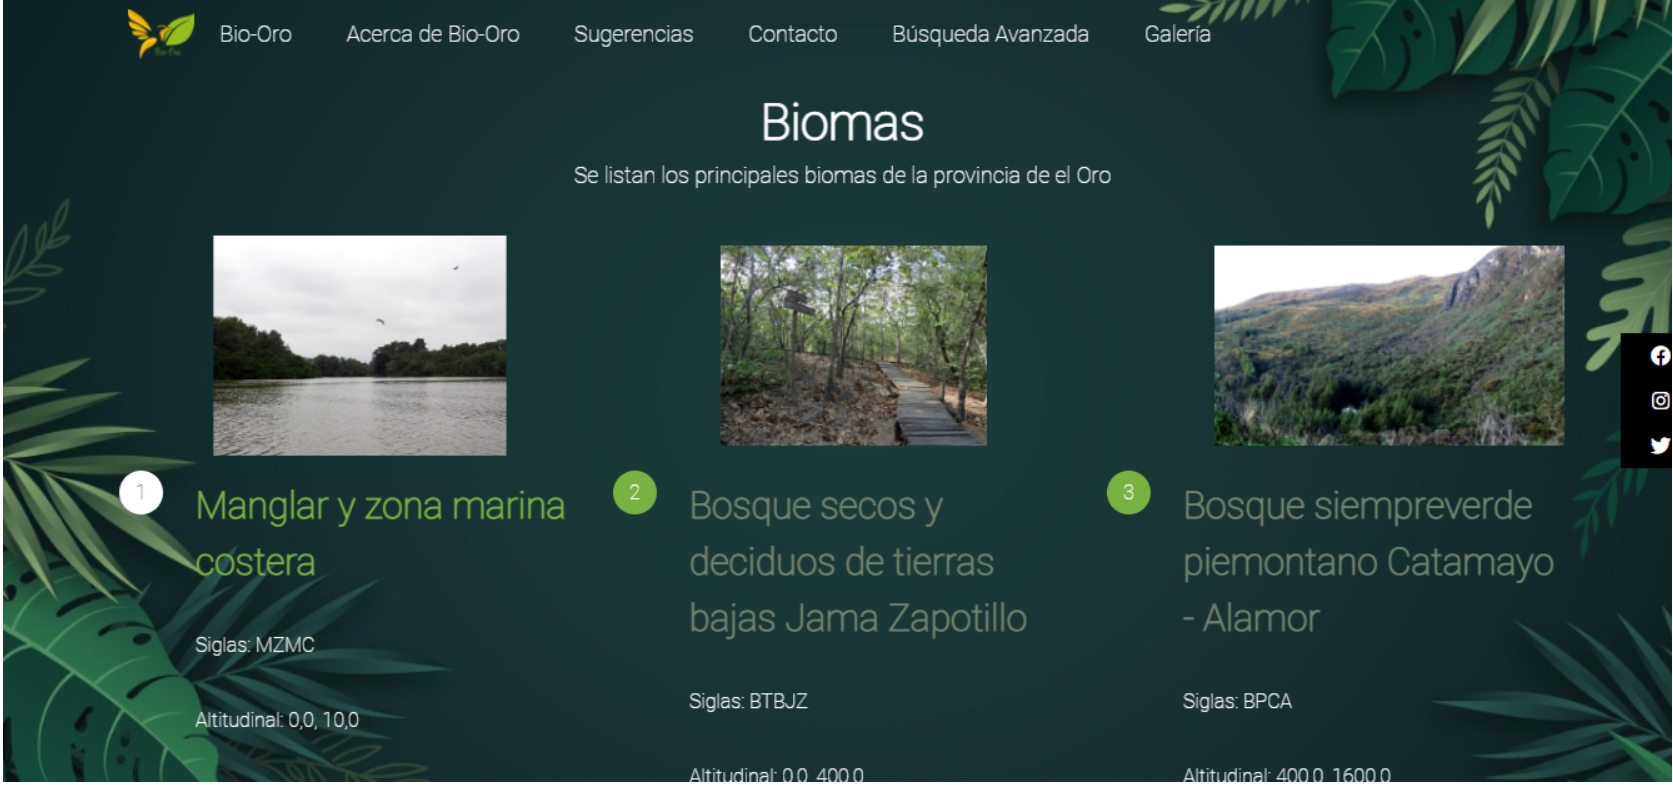 Bio-Oro
Bio-Oro Acerca de Bio-Oro Sugerencias Contacto Búsqueda Avanzada Galería
Biomas
Se listan los principales biomas de la provincia de el Oro
1
Manglar y zona marina
costera
Siglas: MZMC
Altitudinal: 0,0, 10,0
2
Bosque secos y
deciduos de tierras
bajas Jama Zapotillo
Siglas: BTBJZ
Altitudinal: 0,0, 400,0
3
Bosque siempreverde
piemontano Catamayo
- Alamor
Siglas: BPCA
Altitudinal: 400,0, 1600,0